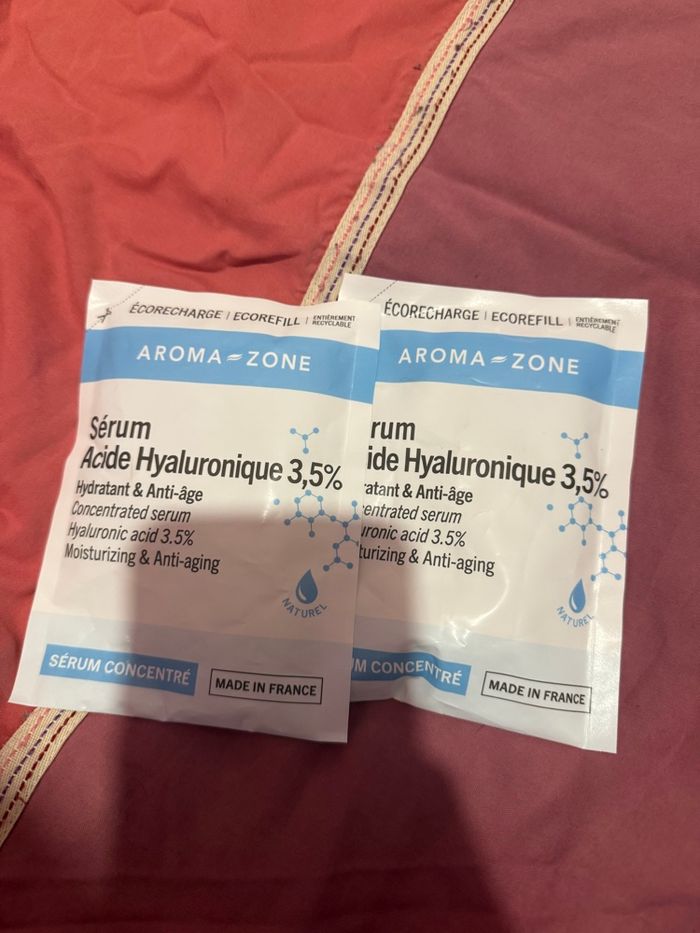 ÉCORECHARGE | ECOREFILL | ENTIÈREMENT RECYCLABLE
AROMA ZONE
Sérum
Acide Hyaluronique 3,5%
Hydratant & Anti-âge
Concentrated serum
Hyaluronic acid 3.5%
Moisturizing & Anti-aging
NATUREL
SÉRUM CONCENTRÉ
MADE IN FRANCE
ÉCORECHARGE | ECOREFILL | ENTIÈREMENT RECYCLABLE
AROMA ZONE
rum
ide Hyaluronique 3,5%
ratant & Anti-âge
entrated serum
uronic acid 3.5%
turizing & Anti-aging
NATUREL
M CONCENTRÉ
MADE IN FRANCE